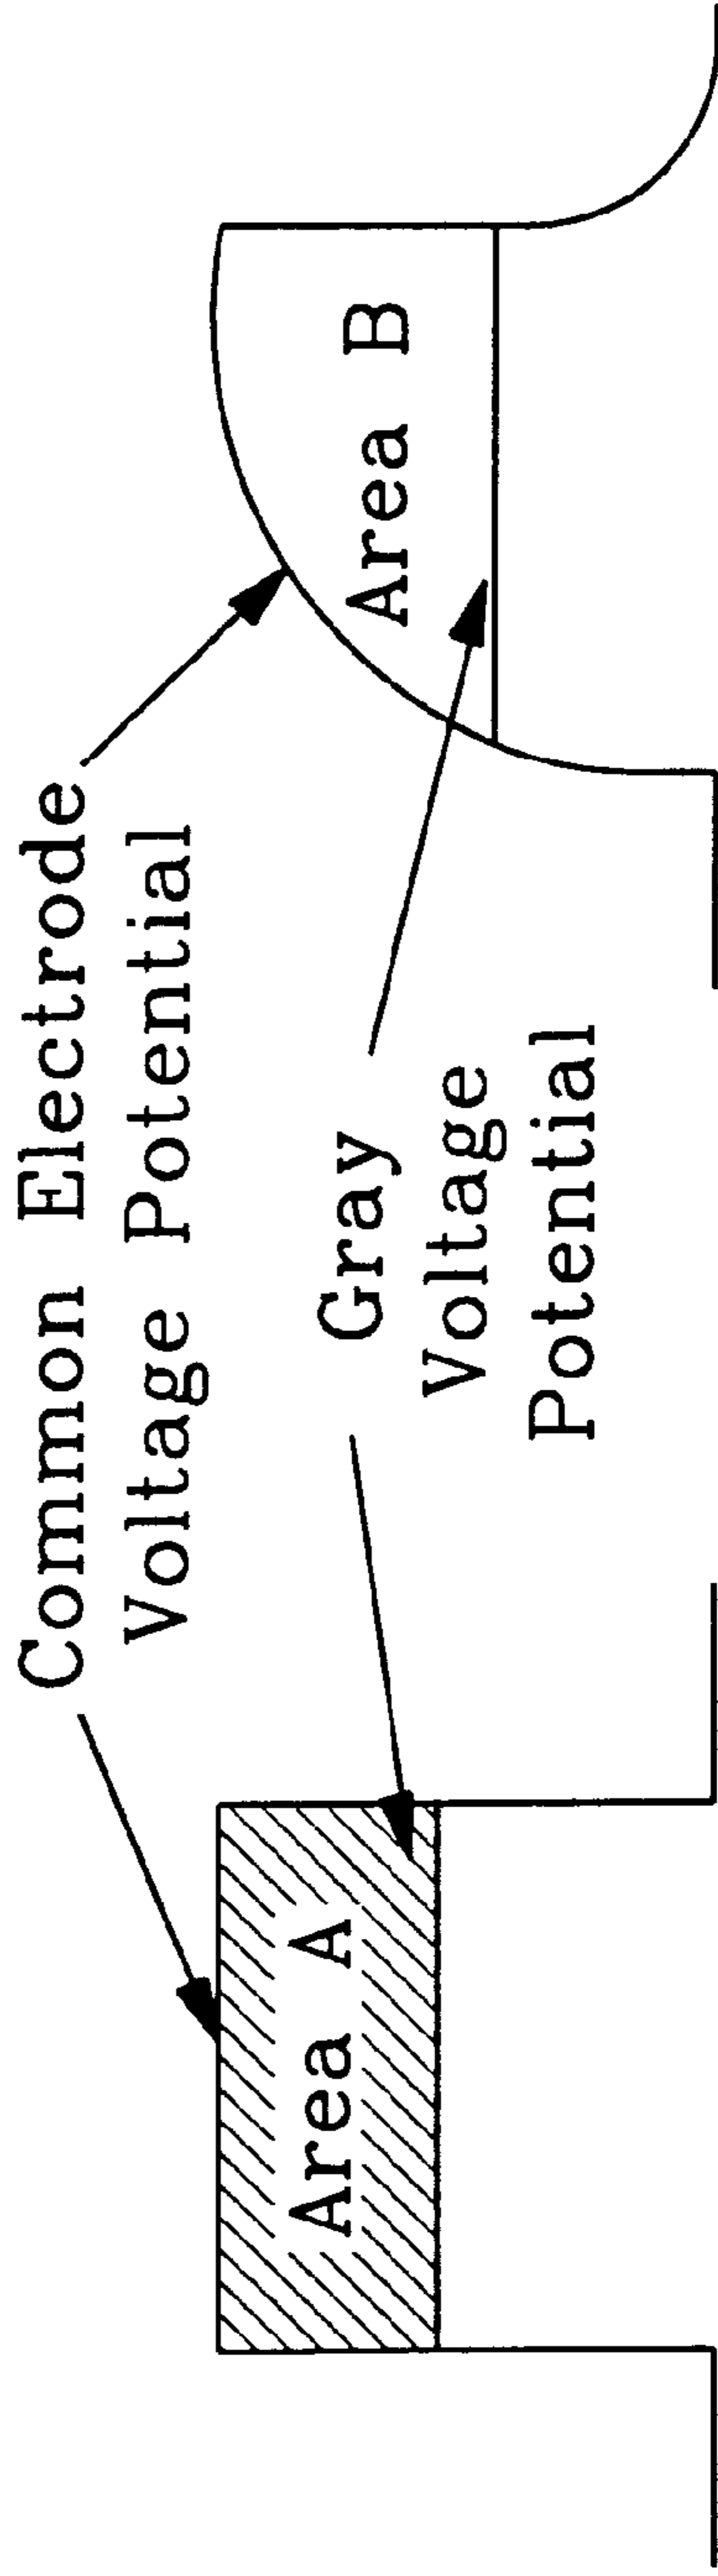 Common Electrode
Voltage Potential
Gray
Voltage
Potential
Area A
Area B